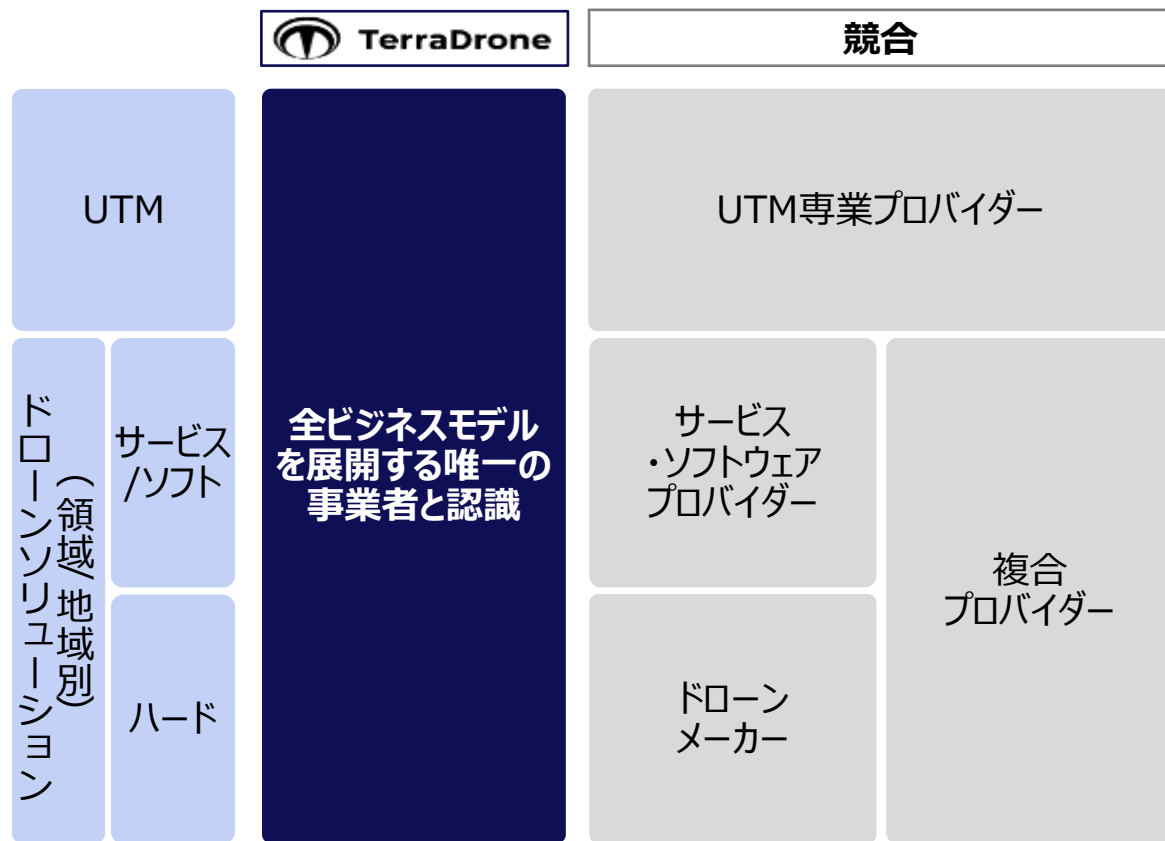 TerraDrone
競合
UTM
全ビジネスモデル
を展開する唯一の
事業者と認識
UTM専業プロバイダー
ドローンソリューション
（領域/地域別）
サービス
/ソフト
サービス
・ソフトウェア
プロバイダー
複合
プロバイダー
ハード
ドローン
メーカー